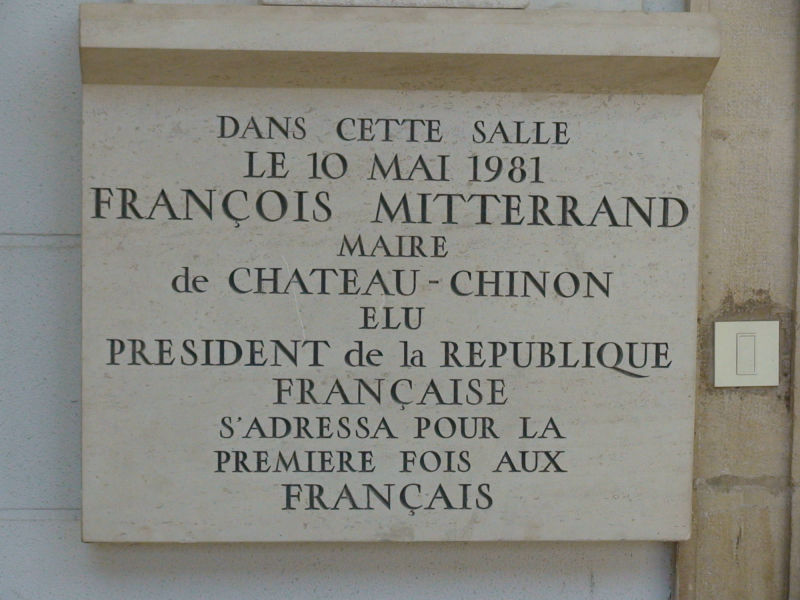 DANS CETTE SALLE
LE 10 MAI 1981
FRANÇOIS MITTERRAND
MAIRE
de CHATEAU-CHINON
ELU
PRESIDENT de la REPUBLIQUE
FRANÇAISE
S'ADRESSA POUR LA
PREMIERE FOIS AUX
FRANÇAIS